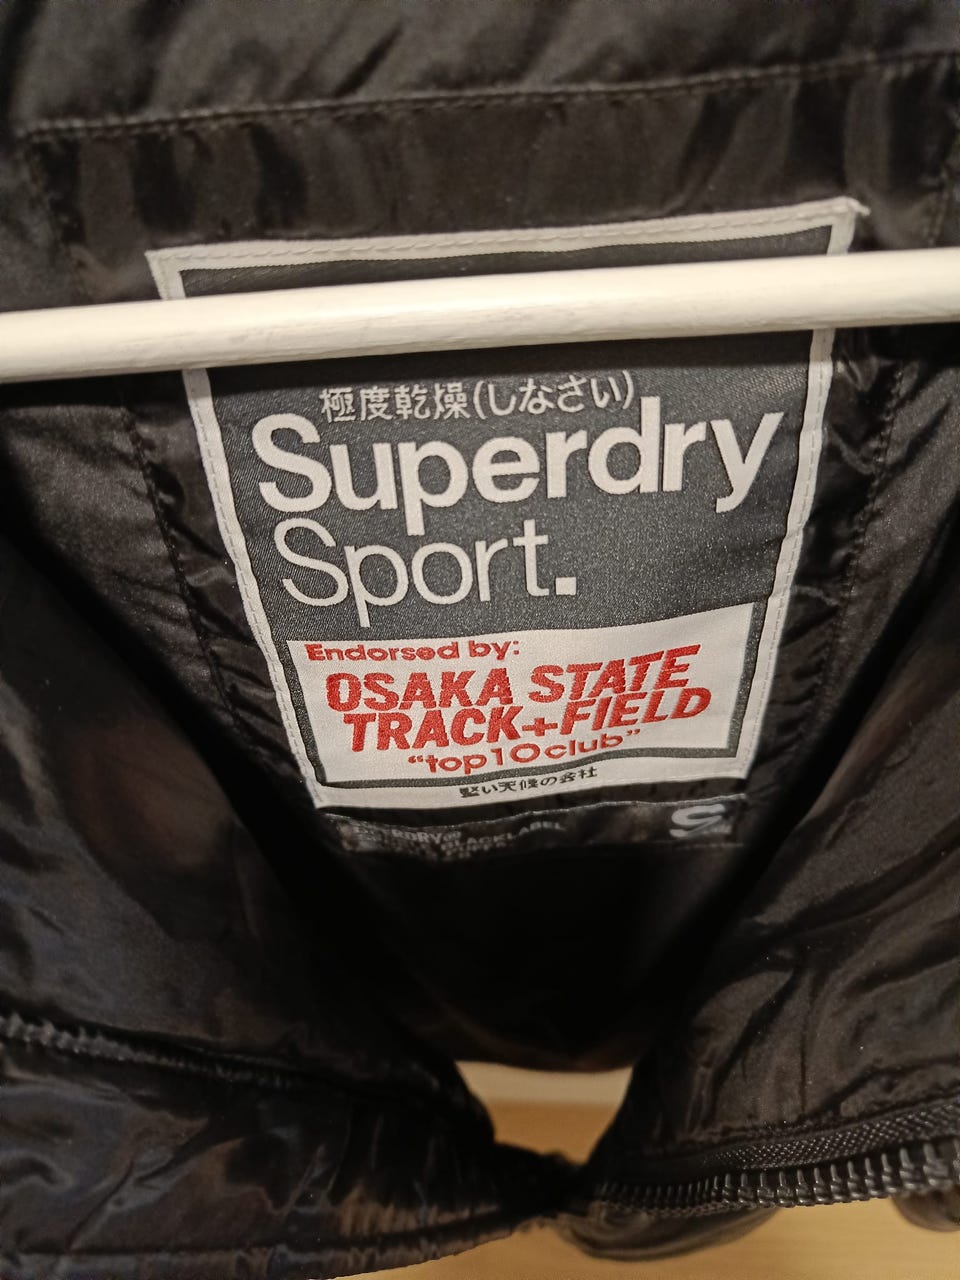 極度乾燥(しなさい)
Superdry
Sport.
Endorsed by:
OSAKA STATE
TRACK+FIELD
“top10club”
堅い天候の会社
S
BLACKLABEL